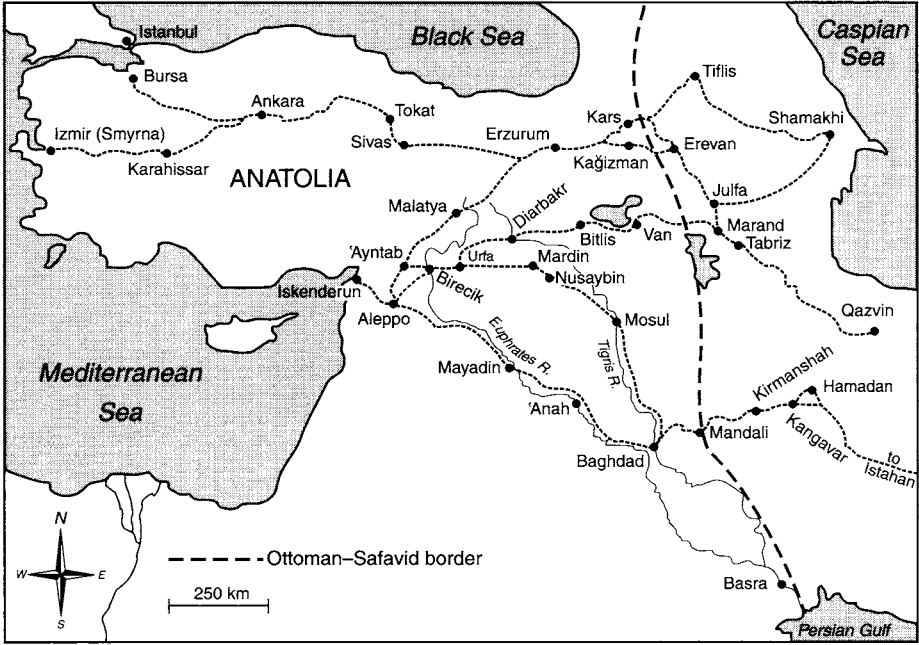 Black Sea
Caspian
Sea
Istanbul
Bursa
Tiflis
Ankara
Tokat
Kars
Shamakhi
Izmir (Smyrna)
Sivas
Erzurum
Erevan
Karahissar
Kağizman
ANATOLIA
Julfa
Malatya
Diarbakr
Bitlis
Van
Marand
Tabriz
'Ayntab
Urfa
Mardin
Iskenderun
Birecik
Nusaybin
Aleppo
Mosul
Qazvin
Euphrates R.
Tigris R.
Mediterranean
Sea
Mayadin
Kirmanshah
Hamadan
'Anah
Mandali
Kangavar
to
Istahan
Baghdad
N
W
E
S
Ottoman–Safavid border
250 km
Basra
Persian Gulf